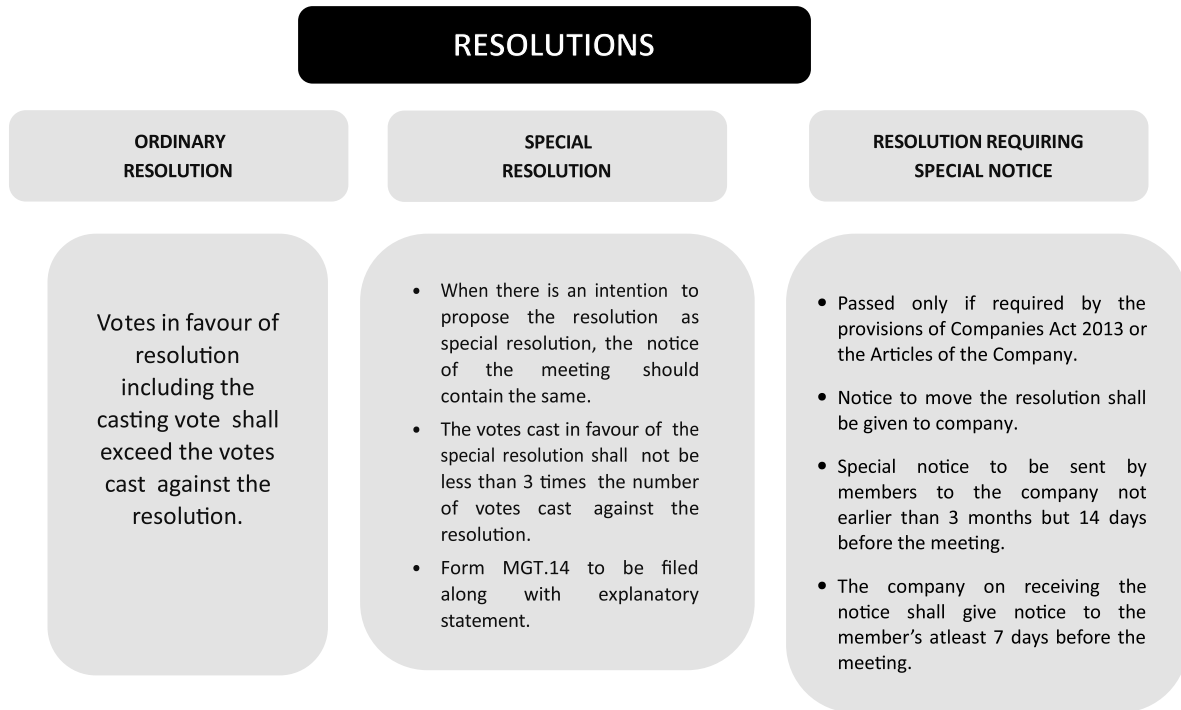 RESOLUTIONS
ORDINARY
RESOLUTION
SPECIAL
RESOLUTION
RESOLUTION REQUIRING
SPECIAL NOTICE
Votes in favour of
resolution
including the
casting vote shall
exceed the votes
cast against the
resolution.
• When there is an intention to
propose the resolution as
special resolution, the notice
of the meeting should
contain the same.
• The votes cast in favour of the
special resolution shall not be
less than 3 times the number
of votes cast against the
resolution.
• Form MGT.14 to be filed
along with explanatory
statement.
• Passed only if required by the
provisions of Companies Act 2013 or
the Articles of the Company.
• Notice to move the resolution shall
be given to company.
• Special notice to be sent by
members to the company not
earlier than 3 months but 14 days
before the meeting.
• The company on receiving the
notice shall give notice to the
member’s atleast 7 days before the
meeting.